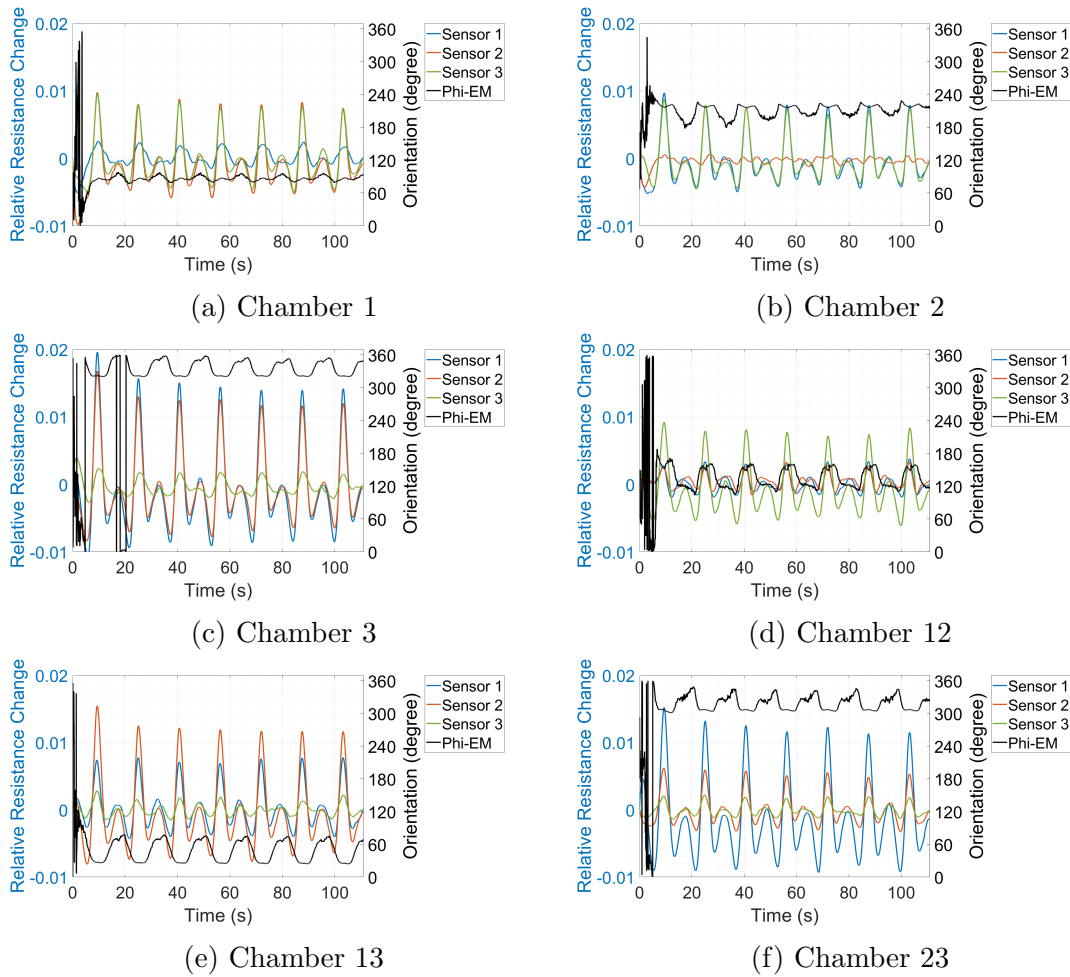 Relative Resistance Change
0.02
0.01
0
-0.01
0 20 40 60 80 100
Time (s)
360
300
240
180
120
60
0
Orientation (degree)
Sensor 1
Sensor 2
Sensor 3
Phi-EM
(a) Chamber 1
Relative Resistance Change
0.02
0.01
0
-0.01
0 20 40 60 80 100
Time (s)
360
300
240
180
120
60
0
Orientation (degree)
Sensor 1
Sensor 2
Sensor 3
Phi-EM
(b) Chamber 2
Relative Resistance Change
0.02
0.01
0
-0.01
0 20 40 60 80 100
Time (s)
360
300
240
180
120
60
0
Orientation (degree)
Sensor 1
Sensor 2
Sensor 3
Phi-EM
(c) Chamber 3
Relative Resistance Change
0.02
0.01
0
-0.01
0 20 40 60 80 100
Time (s)
360
300
240
180
120
60
0
Orientation (degree)
Sensor 1
Sensor 2
Sensor 3
Phi-EM
(d) Chamber 12
Relative Resistance Change
0.02
0.01
0
-0.01
0 20 40 60 80 100
Time (s)
360
300
240
180
120
60
0
Orientation (degree)
Sensor 1
Sensor 2
Sensor 3
Phi-EM
(e) Chamber 13
Relative Resistance Change
0.02
0.01
0
-0.01
0 20 40 60 80 100
Time (s)
360
300
240
180
120
60
0
Orientation (degree)
Sensor 1
Sensor 2
Sensor 3
Phi-EM
(f) Chamber 23